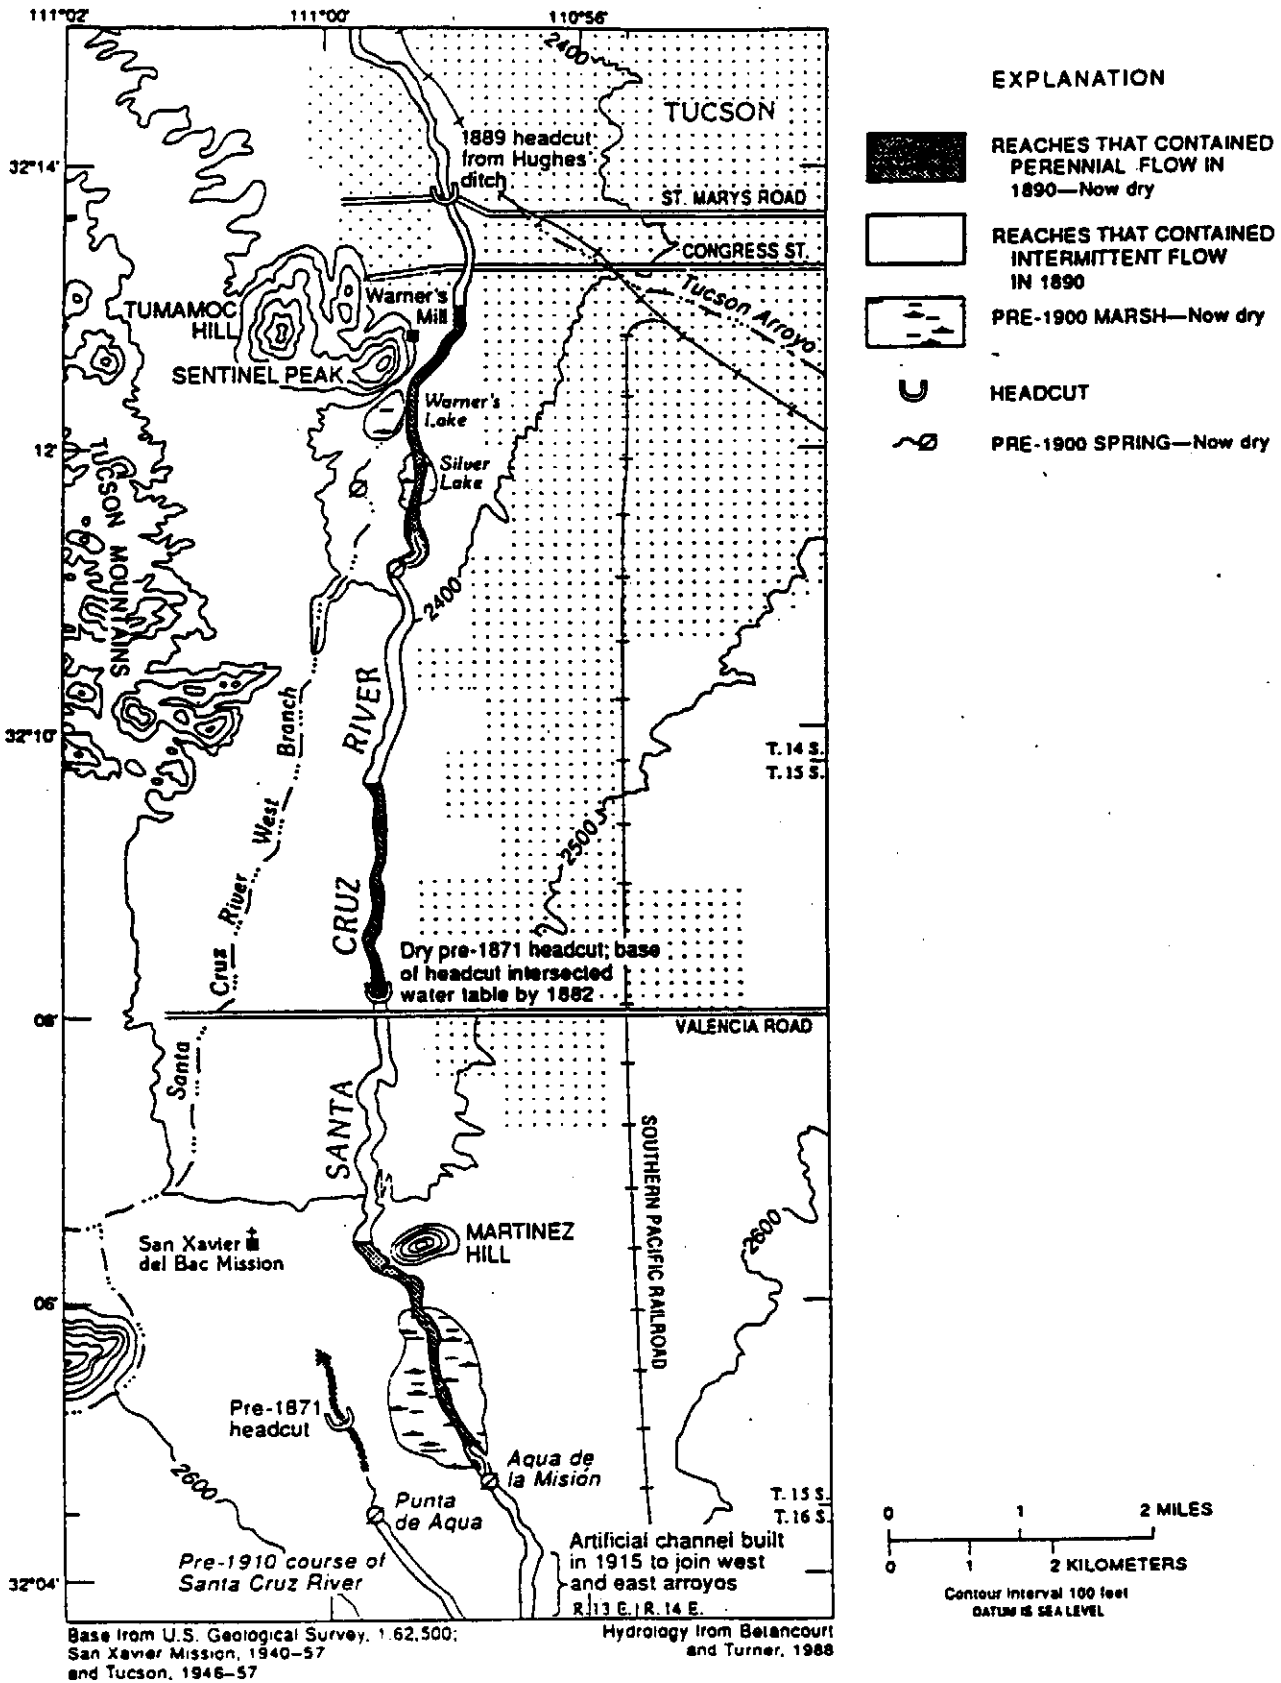 111°02'
111°00'
110°56'
2400
EXPLANATION
TUCSON
1889 headcut
from Hughes
ditch
REACHES THAT CONTAINED
PERENNIAL FLOW IN
1890—Now dry
32°14'
ST. MARYS ROAD
REACHES THAT CONTAINED
INTERMITTENT FLOW
IN 1890
CONGRESS ST.
Tucson Arroyo
TUMAMOC
HILL
Warner's
Mill
PRE-1900 MARSH—Now dry
SENTINEL PEAK
HEADCUT
Warner's
Lake
12'
PRE-1900 SPRING—Now dry
Silver
Lake
TUCSON MOUNTAINS
2400
32°10'
T. 14 S.
T. 15 S.
2500
SANTA CRUZ RIVER
Santa Cruz River West Branch
Dry pre-1871 headcut; base
of headcut intersected
water table by 1882
08'
VALENCIA ROAD
SOUTHERN PACIFIC RAILROAD
MARTINEZ
HILL
San Xavier
del Bac Mission
2600
06'
Pre-1871
headcut
2600
Aqua de
la Misión
Punta
de Aqua
T. 15 S.
T. 16 S.
0 1 2 MILES
0 1 2 KILOMETERS
Contour interval 100 feet
DATUM IS SEA LEVEL
Pre-1910 course of
Santa Cruz River
Artificial channel built
in 1915 to join west
and east arroyos
R. 13 E. R. 14 E.
32°04'
Base from U.S. Geological Survey, 1:62,500;
San Xavier Mission, 1940–57
and Tucson, 1946–57
Hydrology from Betancourt
and Turner, 1988